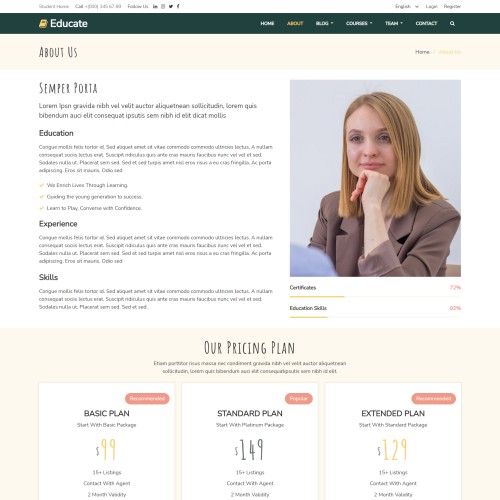 Student Home Call +(000) 345 67 89 Follow Us English Login Register
Educate HOME ABOUT BLOG COURSES TEAM CONTACT
About Us Home / About Us
Semper Porta
Lorem Ipsn gravida nibh vel velit auctor aliquetnean sollicitudin, lorem quis
bibendum auci elit consequat ipsutis sem nibh id elit dicat mollis
Education
Congue mollis felis tortor id. Sed aliquet amet sit vitae commodo commodo ultricies lectus. A nullam
consequat sociis lectus erat. Suscipit ridiculus quis ante cras mauris faucibus nunc vel vel et sed.
Sodales nulla ut. Placerat sem sed. Sed et sed turpis amet nisl eros risus a eu cras fringilla. Ac porta
adipiscing. Eros sit mauris. Odio sed
We Enrich Lives Through Learning.
Guiding the young generation to success.
Learn to Play, Converse with Confidence.
Experience
Congue mollis felis tortor id. Sed aliquet amet sit vitae commodo commodo ultricies lectus. A nullam
consequat sociis lectus erat. Suscipit ridiculus quis ante cras mauris faucibus nunc vel vel et sed.
Sodales nulla ut. Placerat sem sed. Sed et sed turpis amet nisl eros risus a eu cras fringilla. Ac porta
adipiscing. Eros sit mauris. Odio sed
Skills
Congue mollis felis tortor id. Sed aliquet amet sit vitae commodo commodo ultricies lectus. A nullam
consequat sociis lectus erat. Suscipit ridiculus quis ante cras mauris faucibus nunc vel vel et sed.
Sodales nulla ut. Placerat sem sed. Sed et sed.
Certificates 72%
Education Skills
Our Pricing Plan
Etiam porttitor risus massa nec condiment gravida nibh vel velit auctor aliquetnean
sollicitudin, lorem quis bibendum auci elit consequatipsutis sem nibh id elit.
Recommended
BASIC PLAN
Start With Basic Package
$99
15+ Listings
Contact With Agent
2 Month Validity
Popular
STANDARD PLAN
Start With Platinum Package
$149
15+ Listings
Contact With Agent
2 Month Validity
Recommended
EXTENDED PLAN
Start With Standard Package
$129
15+ Listings
Contact With Agent
2 Month Validity